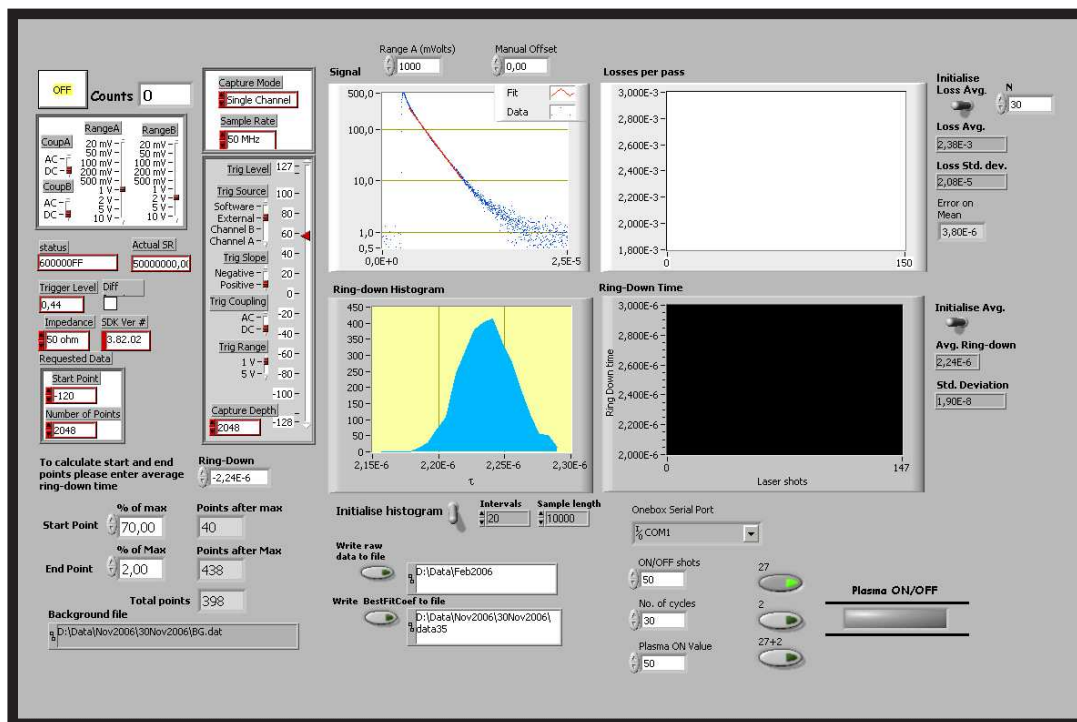 Range A (mVolts)
1000
Manual Offset
0,00
OFF
Counts
0
Capture Mode
Single Channel
Sample Rate
50 MHz
CoupA
AC
DC
CoupB
AC
DC
RangeA
20 mV
50 mV
100 mV
200 mV
500 mV
1 V
2 V
5 V
10 V
RangeB
20 mV
50 mV
100 mV
200 mV
500 mV
1 V
2 V
5 V
10 V
Trig Level
127
100
80
60
40
20
0
-20
-40
-60
-80
-100
-128
Trig Source
Software
External
Channel B
Channel A
Trig Slope
Negative
Positive
Trig Coupling
AC
DC
Trig Range
1 V
5 V
Capture Depth
2048
status
600000FF
Actual SR
50000000,00
Trigger Level
0,44
Diff
Impedance
50 ohm
SDK Ver #
3.82.02
Requested Data
Start Point
-120
Number of Points
2048
To calculate start and end
points please enter average
ring-down time
Ring-Down
-2,24E-6
% of max
Points after max
Start Point
70,00
40
% of Max
Points after Max
End Point
2,00
438
Total points
398
Background file
D:\Data\Nov2006\30Nov2006\BG.dat
Signal
Fit
Data
500,0
100,0
10,0
1,0
0,5
0,0E+0
2,5E-5
Losses per pass
3,000E-3
2,800E-3
2,600E-3
2,400E-3
2,200E-3
2,000E-3
1,800E-3
0
150
Initialise
Loss Avg.
N
30
Loss Avg.
2,38E-3
Loss Std. dev.
2,08E-5
Error on
Mean
3,80E-6
Ring-down Histogram
450
400
350
300
250
200
150
100
50
0
2,15E-6
2,20E-6
2,25E-6
2,30E-6
τ
Ring-Down Time
Ring Down time
3,000E-6
2,800E-6
2,600E-6
2,400E-6
2,200E-6
2,000E-6
0
147
Laser shots
Initialise Avg.
Avg. Ring-down
2,24E-6
Std. Deviation
1,90E-8
Initialise histogram
Intervals
20
Sample length
10000
Write raw
data to file
D:\Data\Feb2006
Write BestFitCoef to file
D:\Data\Nov2006\30Nov2006\
data35
Onebox Serial Port
COM1
ON/OFF shots
50
No. of cycles
30
Plasma ON Value
50
27
2
27+2
Plasma ON/OFF